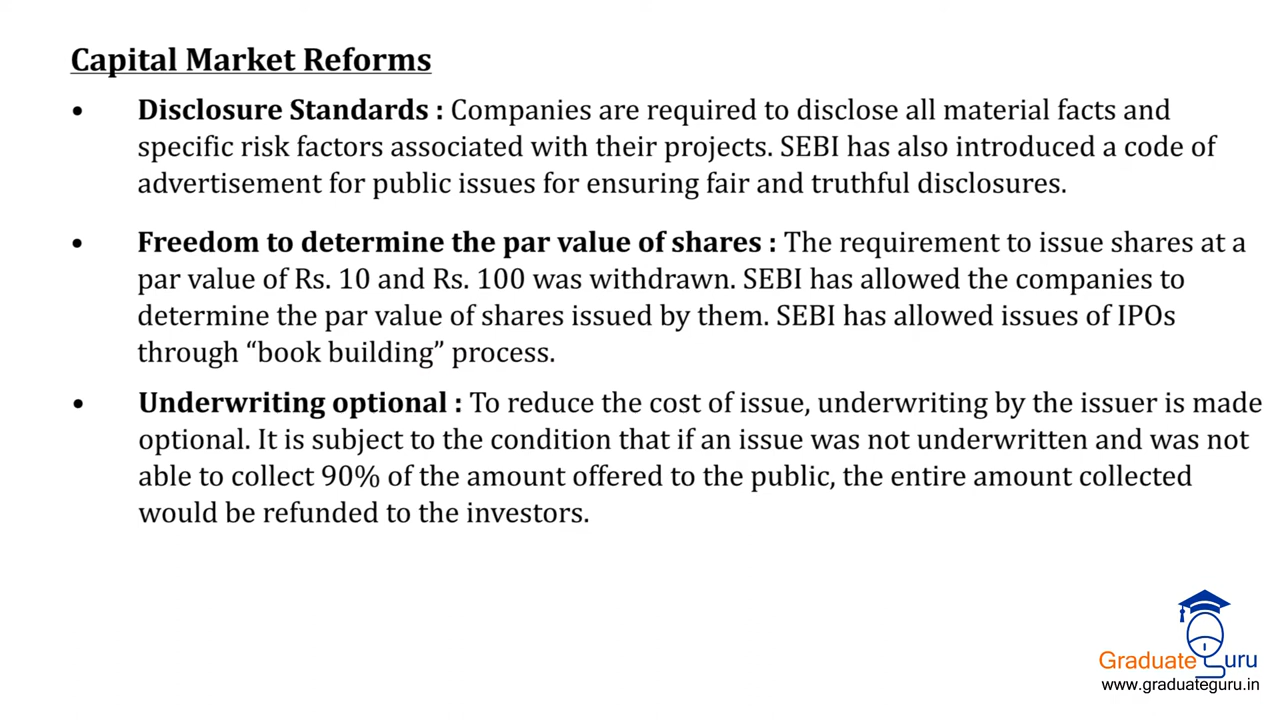 Capital Market Reforms
• Disclosure Standards : Companies are required to disclose all material facts and
specific risk factors associated with their projects. SEBI has also introduced a code of
advertisement for public issues for ensuring fair and truthful disclosures.
• Freedom to determine the par value of shares : The requirement to issue shares at a
par value of Rs. 10 and Rs. 100 was withdrawn. SEBI has allowed the companies to
determine the par value of shares issued by them. SEBI has allowed issues of IPOs
through “book building” process.
• Underwriting optional : To reduce the cost of issue, underwriting by the issuer is made
optional. It is subject to the condition that if an issue was not underwritten and was not
able to collect 90% of the amount offered to the public, the entire amount collected
would be refunded to the investors.
Graduate Guru
www.graduateguru.in